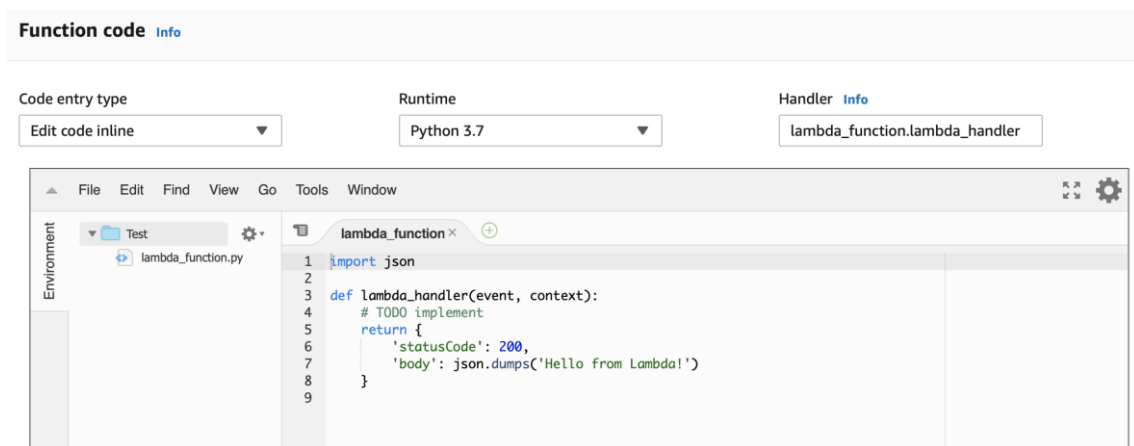 Function code Info
Code entry type Runtime Handler Info
Edit code inline Python 3.7 lambda_function.lambda_handler
File Edit Find View Go Tools Window
Environment
Test
lambda_function.py
lambda_function
1 import json
2
3 def lambda_handler(event, context):
4     # TODO implement
5     return {
6         'statusCode': 200,
7         'body': json.dumps('Hello from Lambda!')
8     }
9